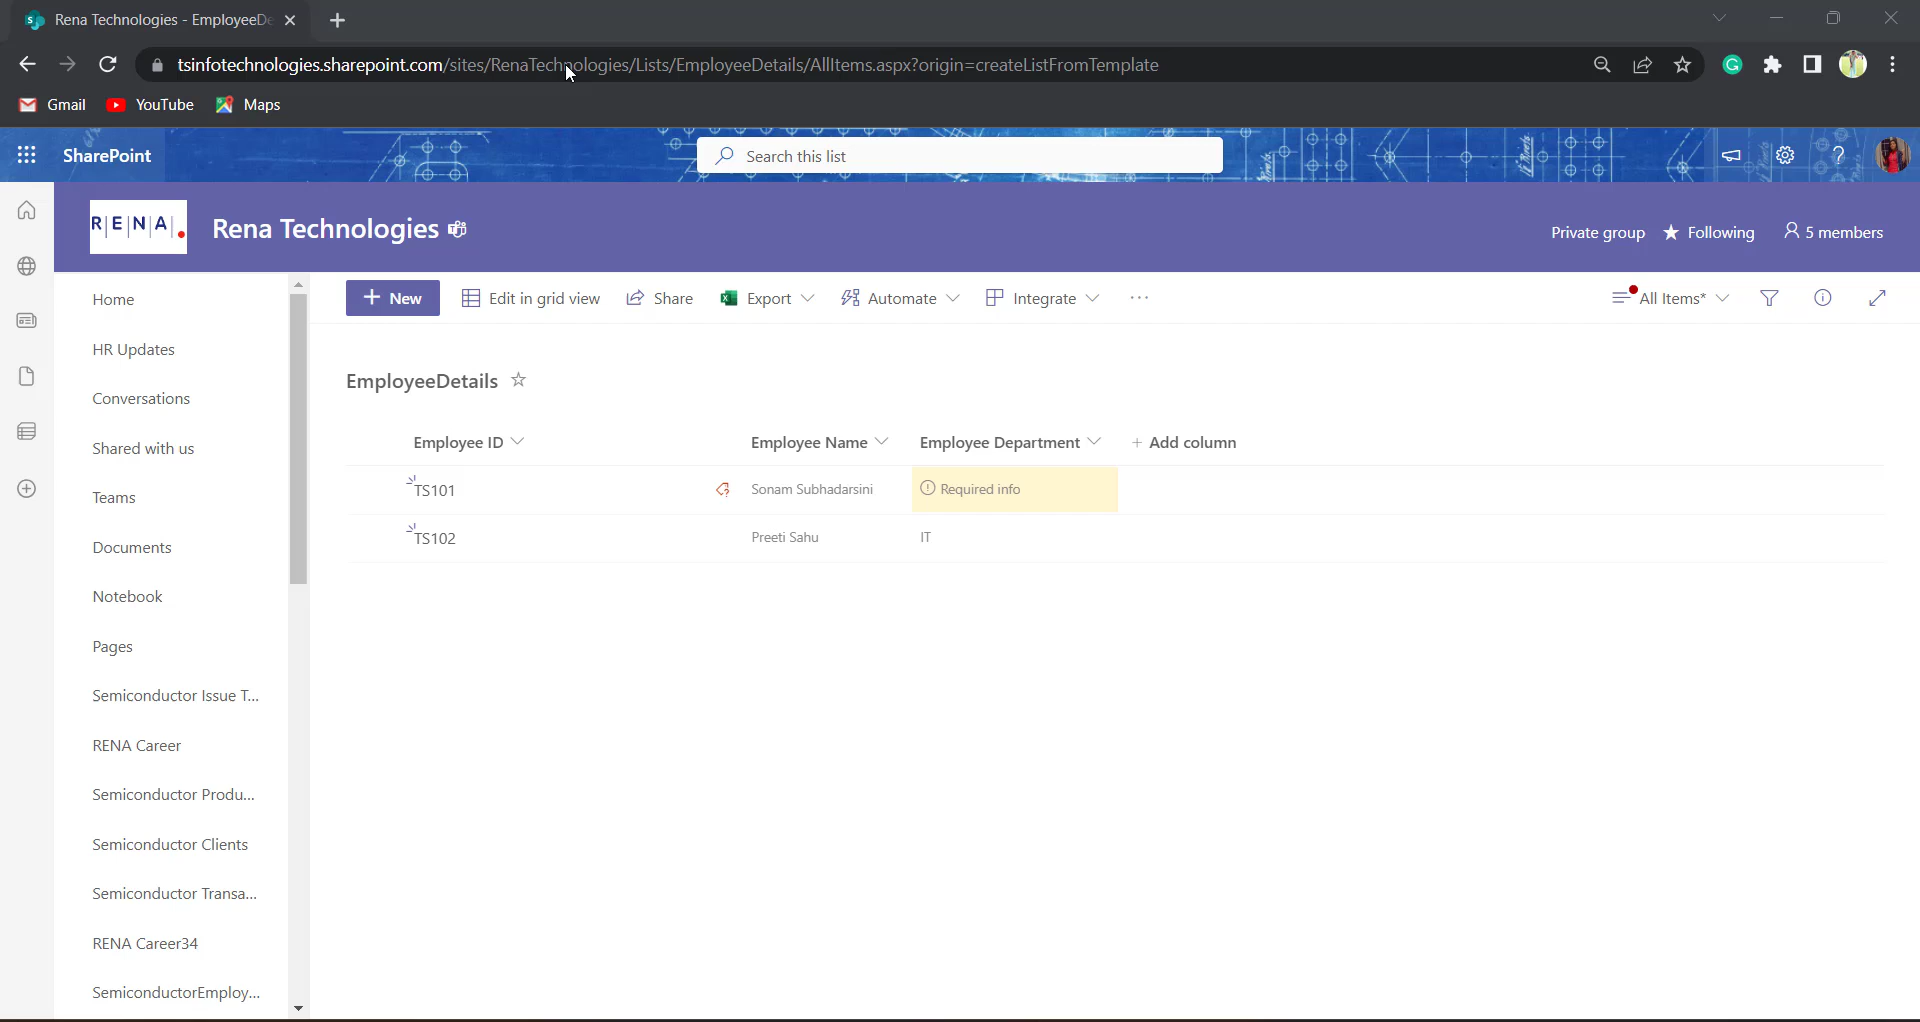 Rena Technologies - EmployeeDe
tsinfotechnologies.sharepoint.com/sites/RenaTechnologies/Lists/EmployeeDetails/AllItems.aspx?origin=createListFromTemplate
Gmail YouTube Maps
SharePoint
Search this list
R|E|N|A|.
Rena Technologies
Private group Following 5 members
Home
HR Updates
Conversations
Shared with us
Teams
Documents
Notebook
Pages
Semiconductor Issue T...
RENA Career
Semiconductor Produ...
Semiconductor Clients
Semiconductor Transa...
RENA Career34
SemiconductorEmploy...
+ New Edit in grid view Share Export Automate Integrate ... All Items*
EmployeeDetails
Employee ID Employee Name Employee Department + Add column
TS101 Sonam Subhadarsini Required info
TS102 Preeti Sahu IT